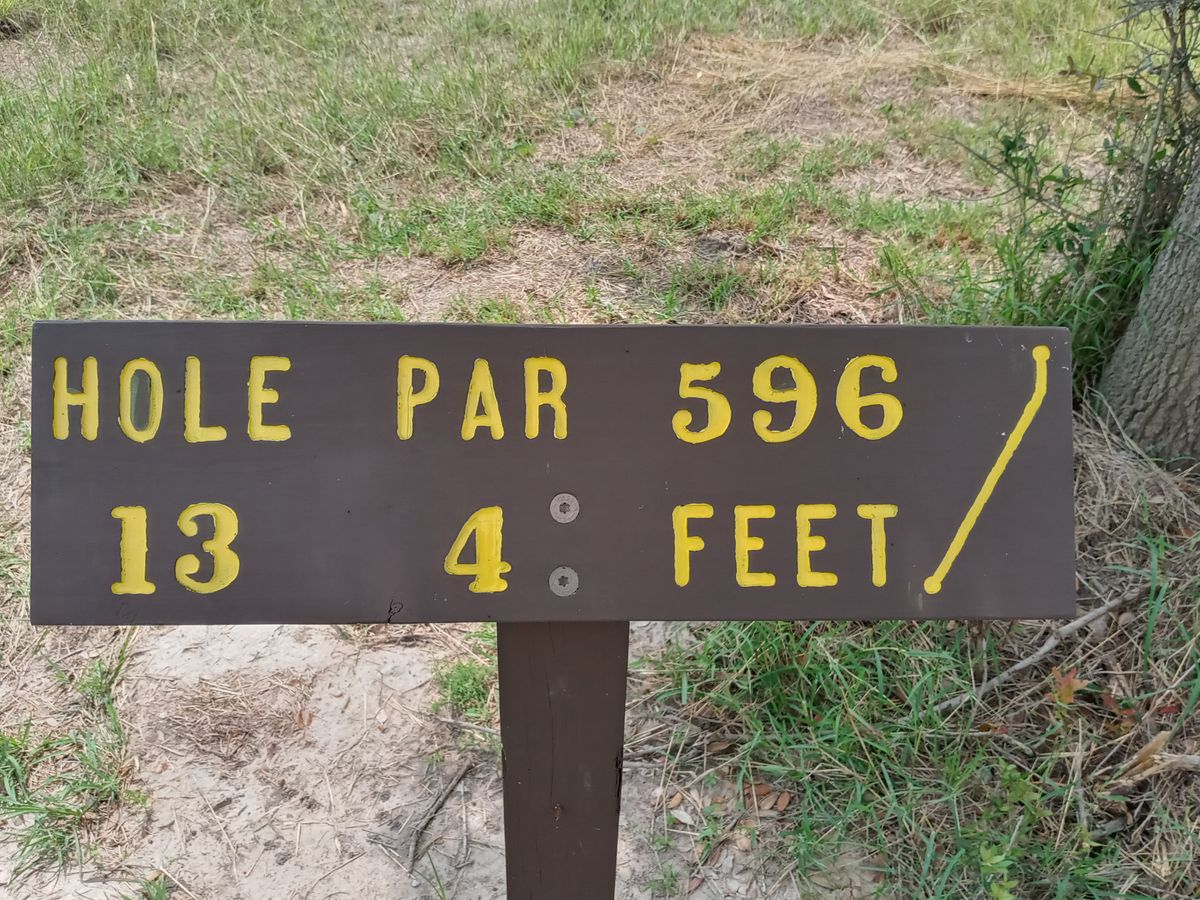 HOLE PAR 596
13 4 FEET